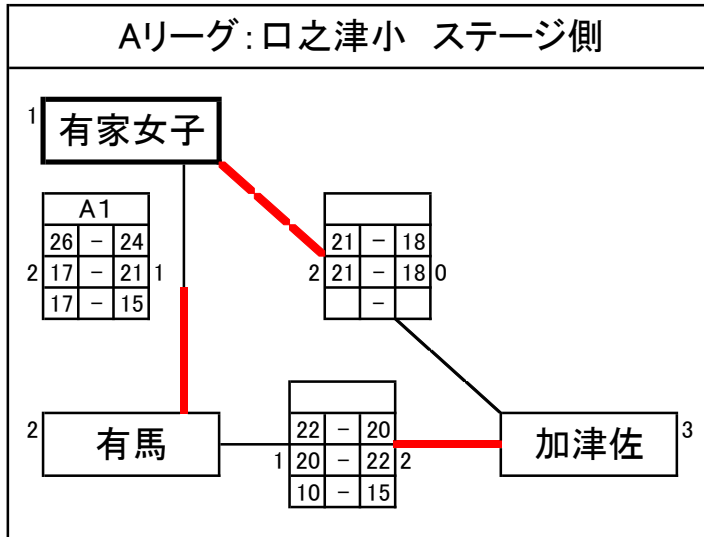 Aリーグ：口之津小　ステージ側
1
有家女子
A1
26 － 24
2 17 － 21 1
17 － 15
21 － 18
2 21 － 18 0
－
2
有馬
22 － 20
1 20 － 22 2
10 － 15
加津佐
3